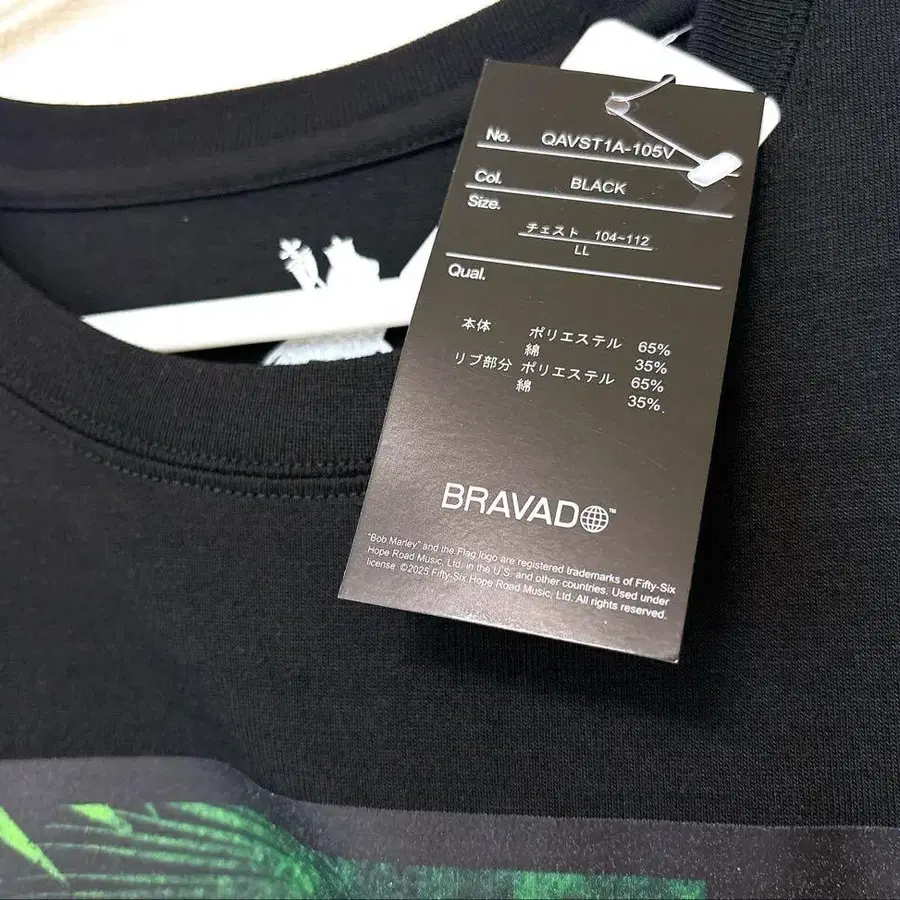 No. QAVST1A-105V
Col. BLACK
Size.
チェスト 104~112
LL
Qual.
本体 ポリエステル 65%
綿 35%
リブ部分 ポリエステル 65%
綿 35%
BRAVADO™
"Bob Marley" and the Flag logo are registered trademarks of Fifty-Six
Hope Road Music, Ltd. in the U.S. and other countries. Used under
license. ©2025 Fifty-Six Hope Road Music, Ltd. All rights reserved.